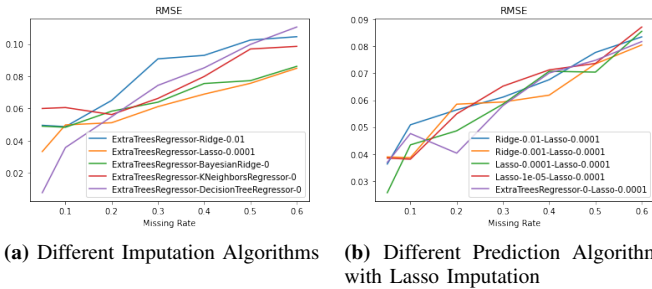 RMSE
0.10
0.08
0.06
0.04
0.02
ExtraTreesRegressor-Ridge-0.01
ExtraTreesRegressor-Lasso-0.0001
ExtraTreesRegressor-BayesianRidge-0
ExtraTreesRegressor-KNeighborsRegressor-0
ExtraTreesRegressor-DecisionTreeRegressor-0
0.1 0.2 0.3 0.4 0.5 0.6
Missing Rate
(a) Different Imputation Algorithms
RMSE
0.09
0.08
0.07
0.06
0.05
0.04
0.03
Ridge-0.01-Lasso-0.0001
Ridge-0.001-Lasso-0.0001
Lasso-0.0001-Lasso-0.0001
Lasso-1e-05-Lasso-0.0001
ExtraTreesRegressor-0-Lasso-0.0001
0.1 0.2 0.3 0.4 0.5 0.6
Missing Rate
(b) Different Prediction Algorithm
with Lasso Imputation